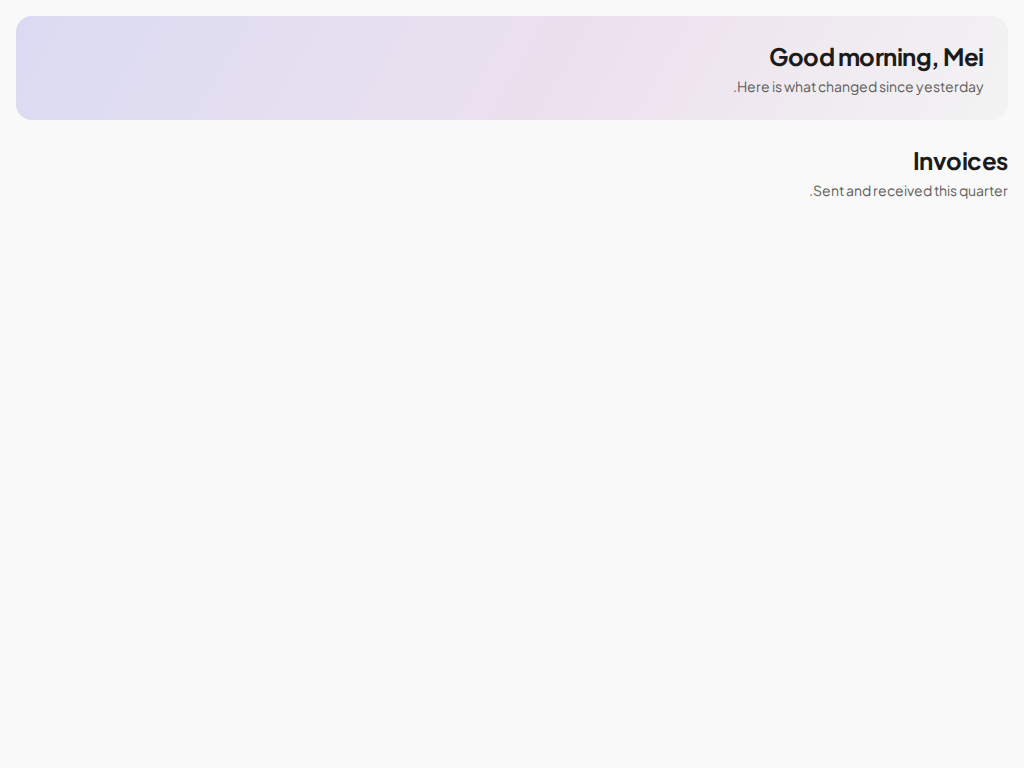 Good morning, Mei
.Here is what changed since yesterday
Invoices
.Sent and received this quarter